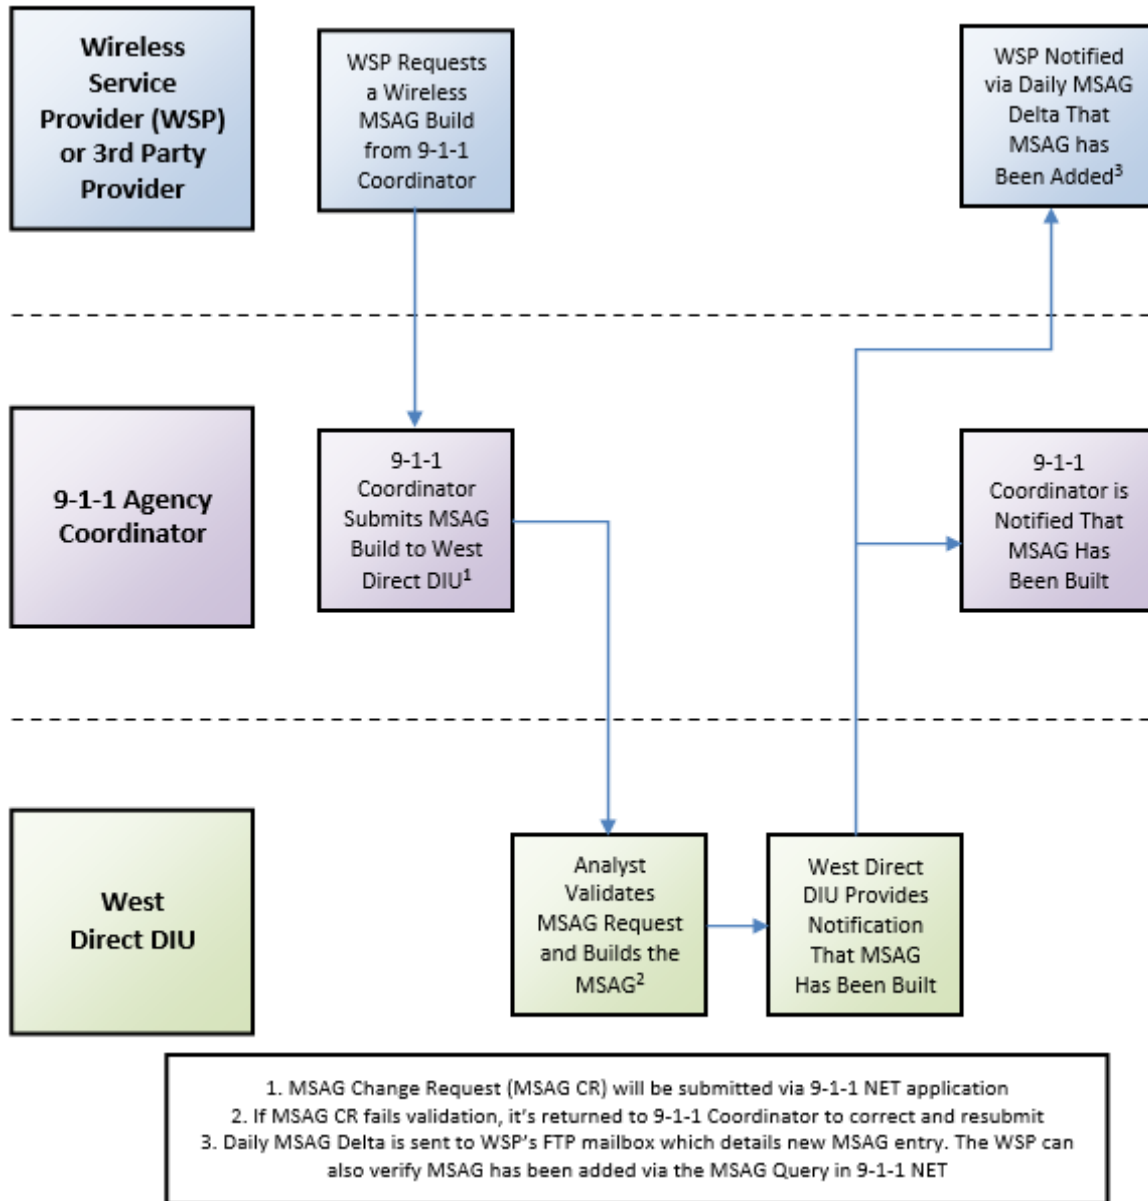 Wireless
Service
Provider (WSP)
or 3rd Party
Provider
WSP Requests
a Wireless
MSAG Build
from 9-1-1
Coordinator
WSP Notified
via Daily MSAG
Delta That
MSAG has
Been Added³
9-1-1 Agency
Coordinator
9-1-1
Coordinator
Submits MSAG
Build to West
Direct DIU¹
9-1-1
Coordinator is
Notified That
MSAG Has
Been Built
West
Direct DIU
Analyst
Validates
MSAG Request
and Builds the
MSAG²
West Direct
DIU Provides
Notification
That MSAG
Has Been Built
1. MSAG Change Request (MSAG CR) will be submitted via 9-1-1 NET application
2. If MSAG CR fails validation, it's returned to 9-1-1 Coordinator to correct and resubmit
3. Daily MSAG Delta is sent to WSP's FTP mailbox which details new MSAG entry. The WSP can
also verify MSAG has been added via the MSAG Query in 9-1-1 NET